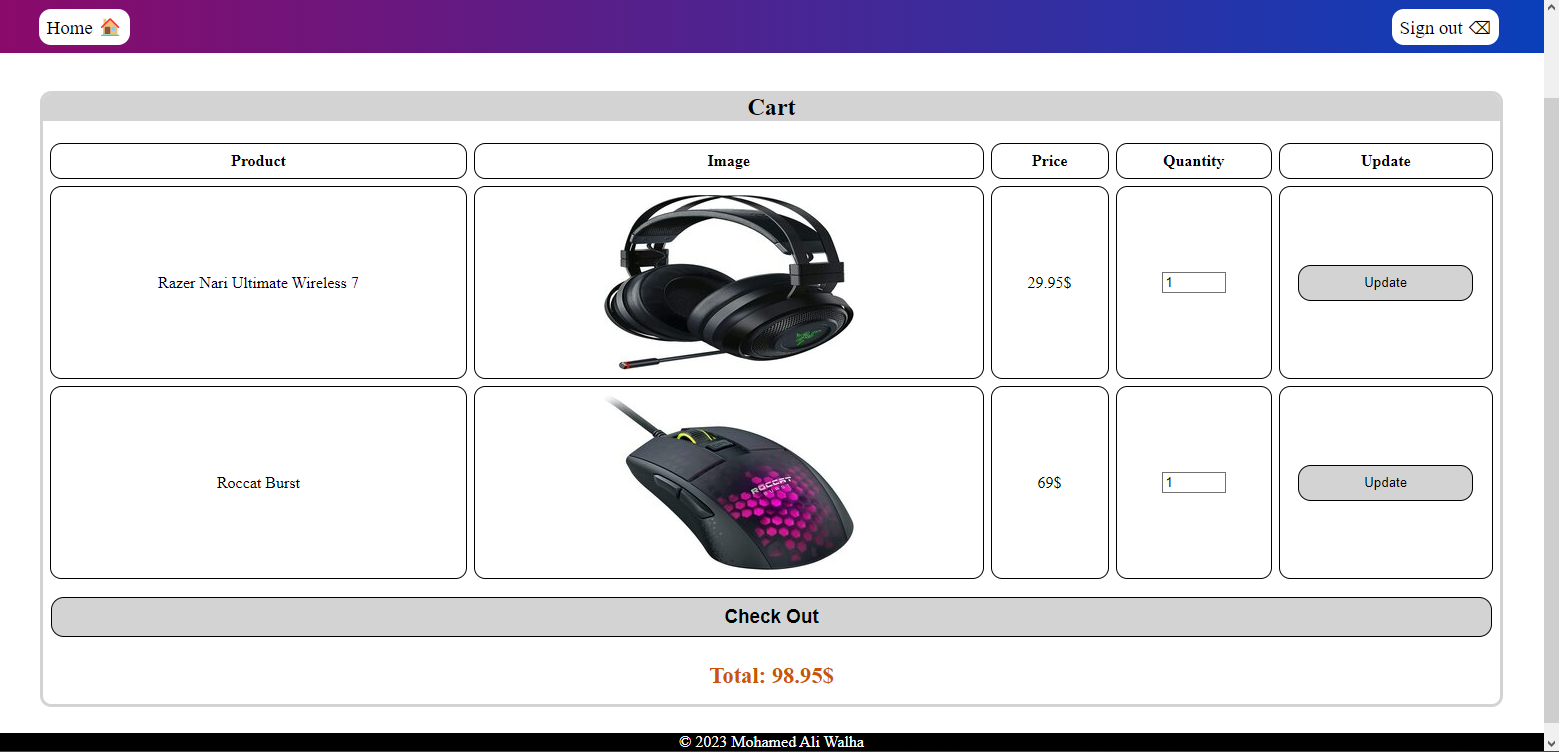 Home 🏠 Sign out ⌫
Cart
Product Image Price Quantity Update
Razer Nari Ultimate Wireless 7 29.95$ 1 Update
ROCCAT
BURST
Roccat Burst 69$ 1 Update
Check Out
Total: 98.95$
© 2023 Mohamed Ali Walha